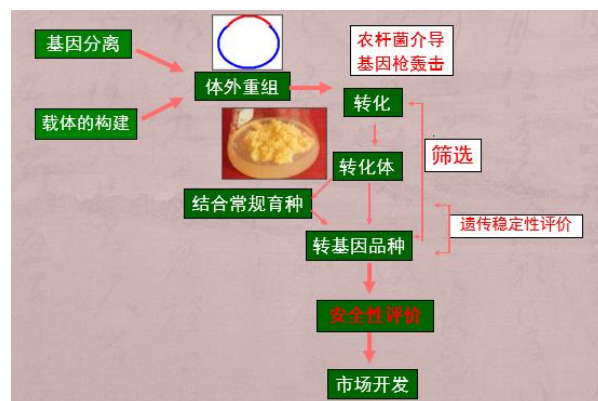 基因分离
农杆菌介导
基因枪轰击
体外重组
转化
载体的构建
筛选
转化体
结合常规育种
遗传稳定性评价
转基因品种
安全性评价
市场开发